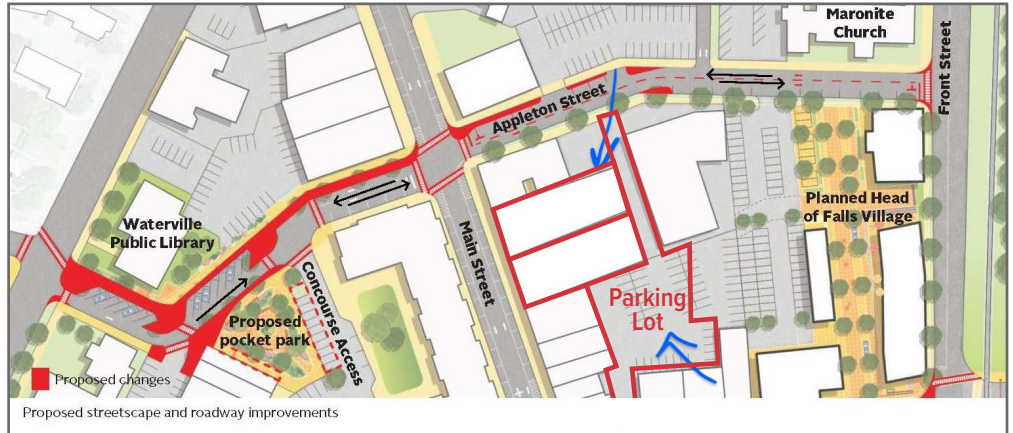 Maronite
Church
Front Street
Appleton Street
Waterville
Public Library
Main Street
Planned Head
of Falls Village
Concourse Access
Parking
Lot
Proposed
pocket park
Proposed changes
Proposed streetscape and roadway improvements